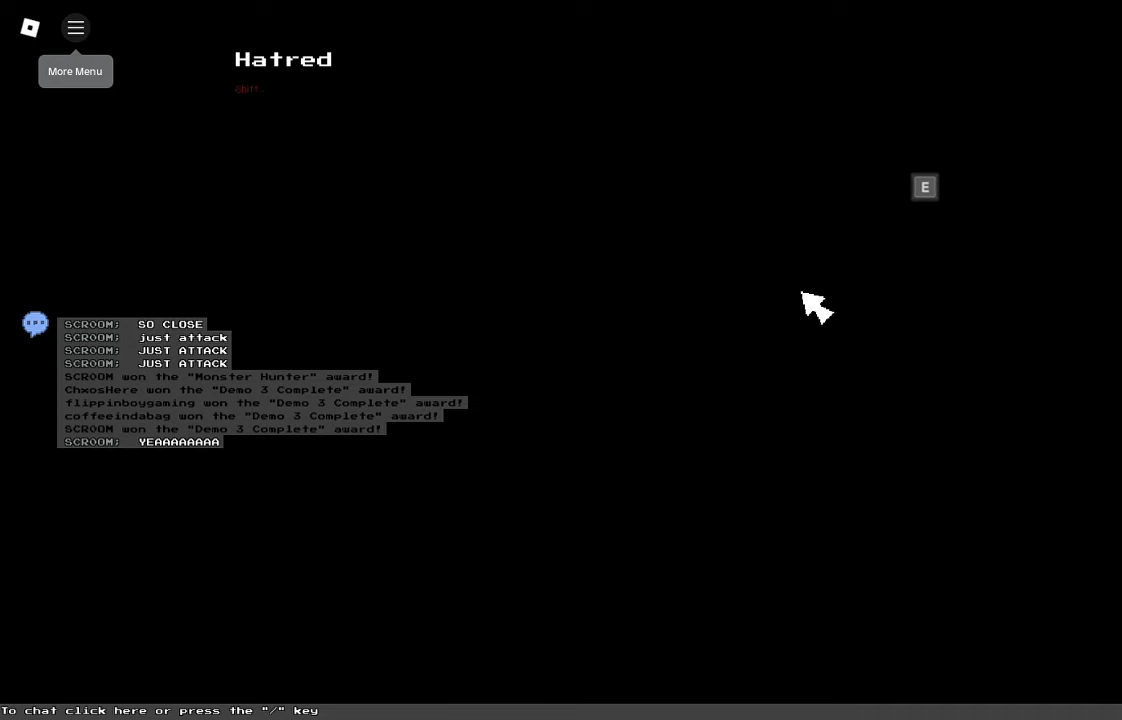 More Menu
Hatred
E
SCROOM; SO CLOSE
SCROOM; just attack
SCROOM; JUST ATTACK
SCROOM; JUST ATTACK
SCROOM won the "Monster Hunter" award!
ChxosHere won the "Demo 3 Complete" award!
flippinboygaming won the "Demo 3 Complete" award!
coffeeindabag won the "Demo 3 Complete" award!
SCROOM won the "Demo 3 Complete" award!
SCROOM; YEAAAAAAAA
To chat click here or press the "/" key